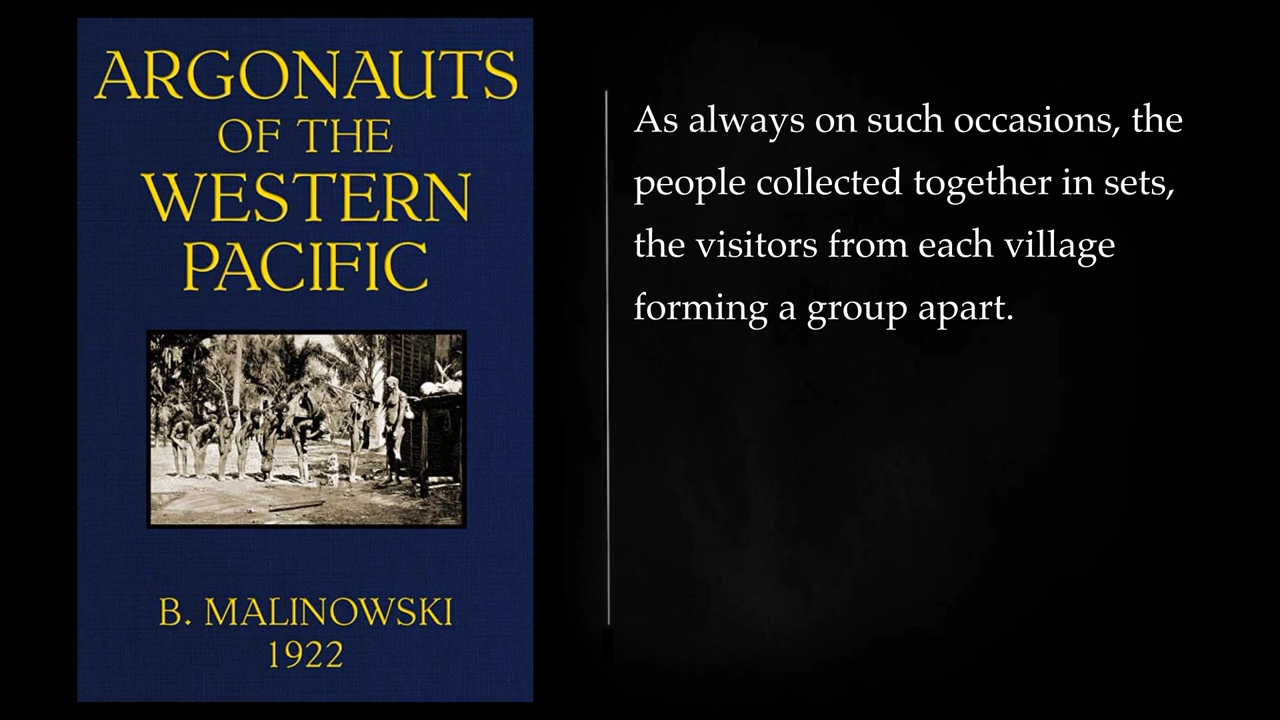 ARGONAUTS
OF THE
WESTERN
PACIFIC
B. MALINOWSKI
1922
As always on such occasions, the
people collected together in sets,
the visitors from each village
forming a group apart.